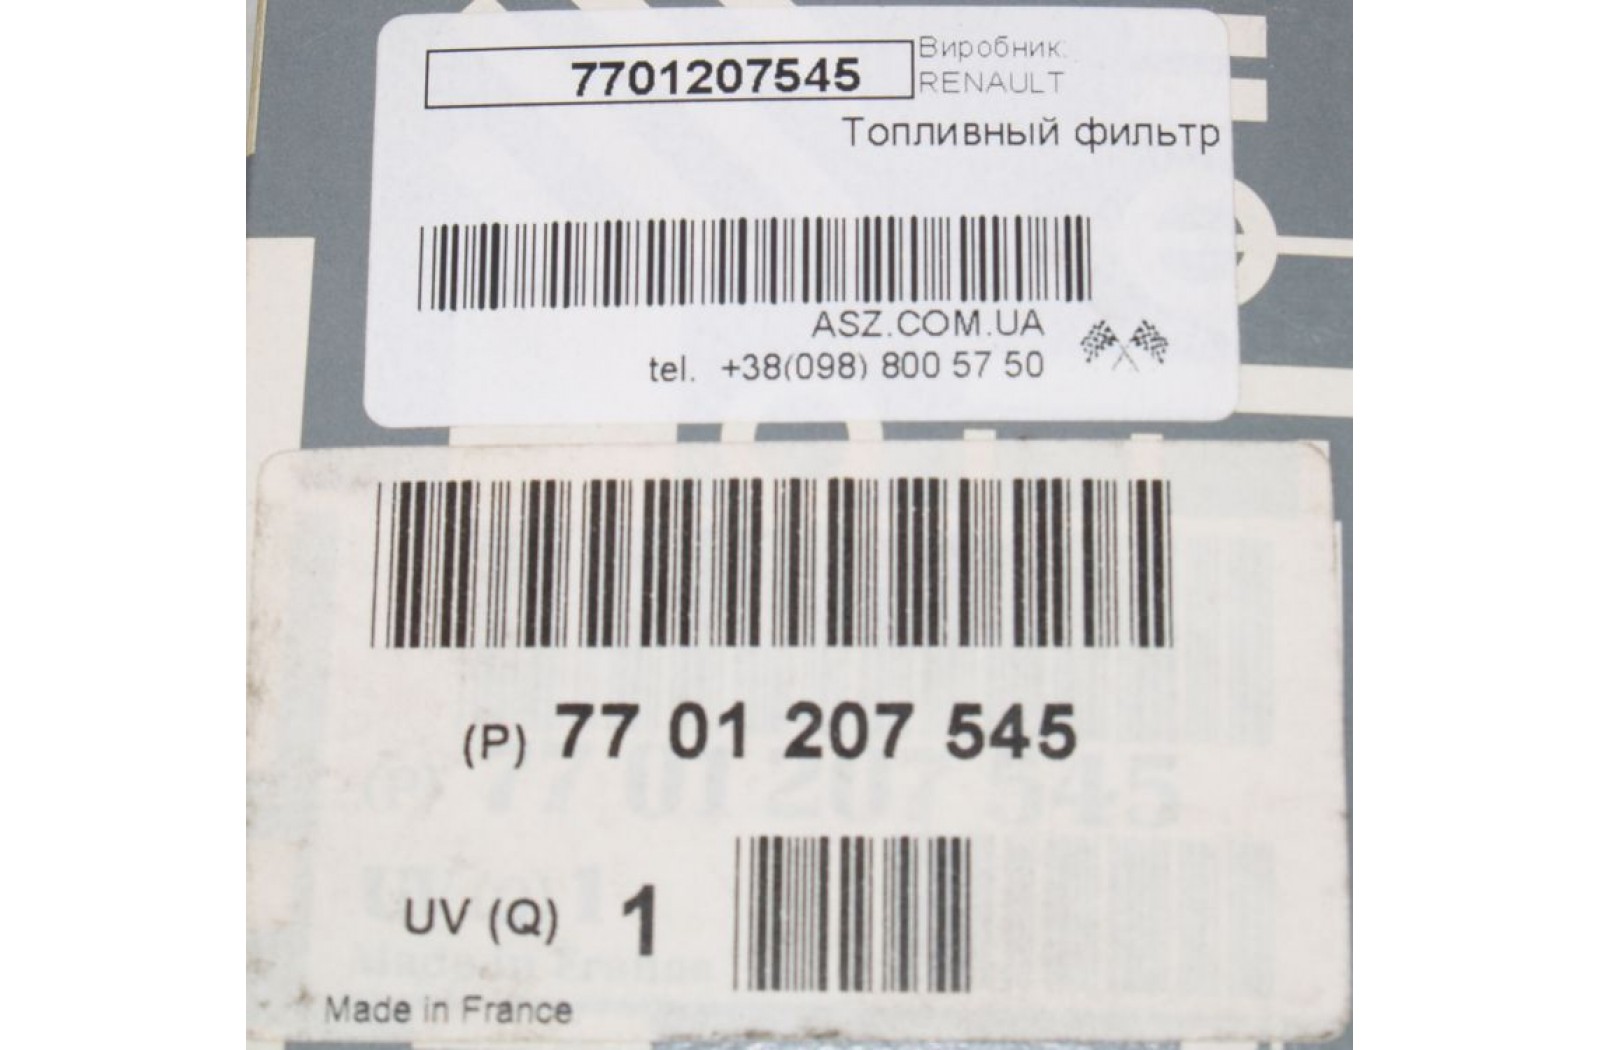 7701207545
Виробник:
RENAULT
Топливный фильтр
ASZ.COM.UA
tel. +38(098) 800 57 50
(P) 77 01 207 545
UV (Q) 1
Made in France